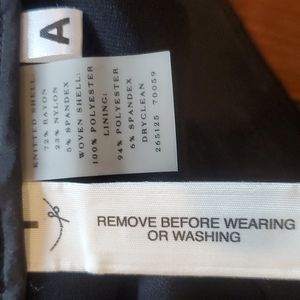 A
KNITTED SHELL:
72% RAYON
23% NYLON
5% SPANDEX
WOVEN SHELL:
100% POLYESTER
LINING:
94% POLYESTER
6% SPANDEX
DRYCLEAN
265125 70059
REMOVE BEFORE WEARING
OR WASHING